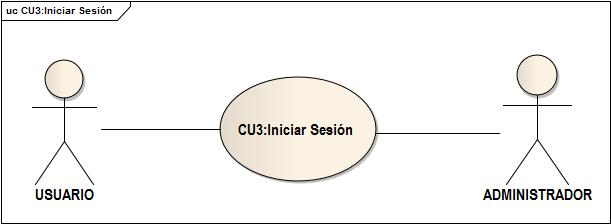 uc CU3:Iniciar Sesión
CU3:Iniciar Sesión
USUARIO
ADMINISTRADOR